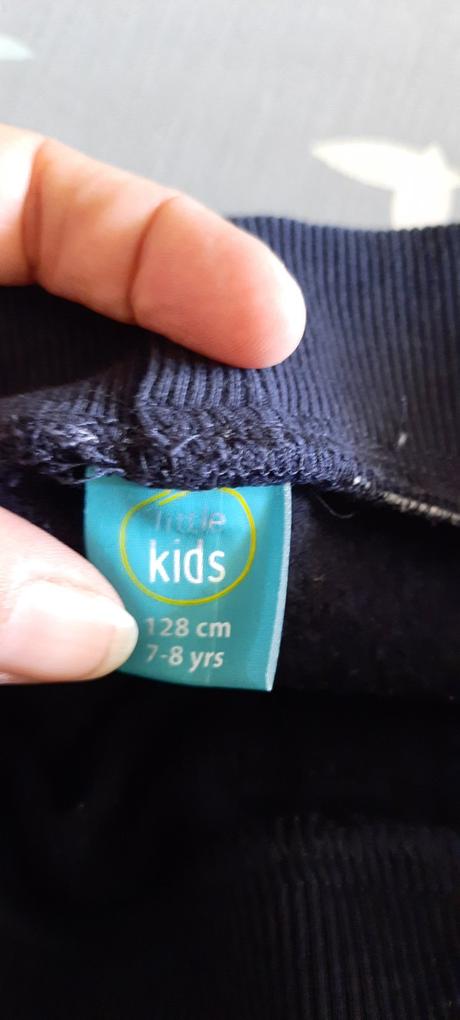 little
kids
128 cm
7-8 yrs